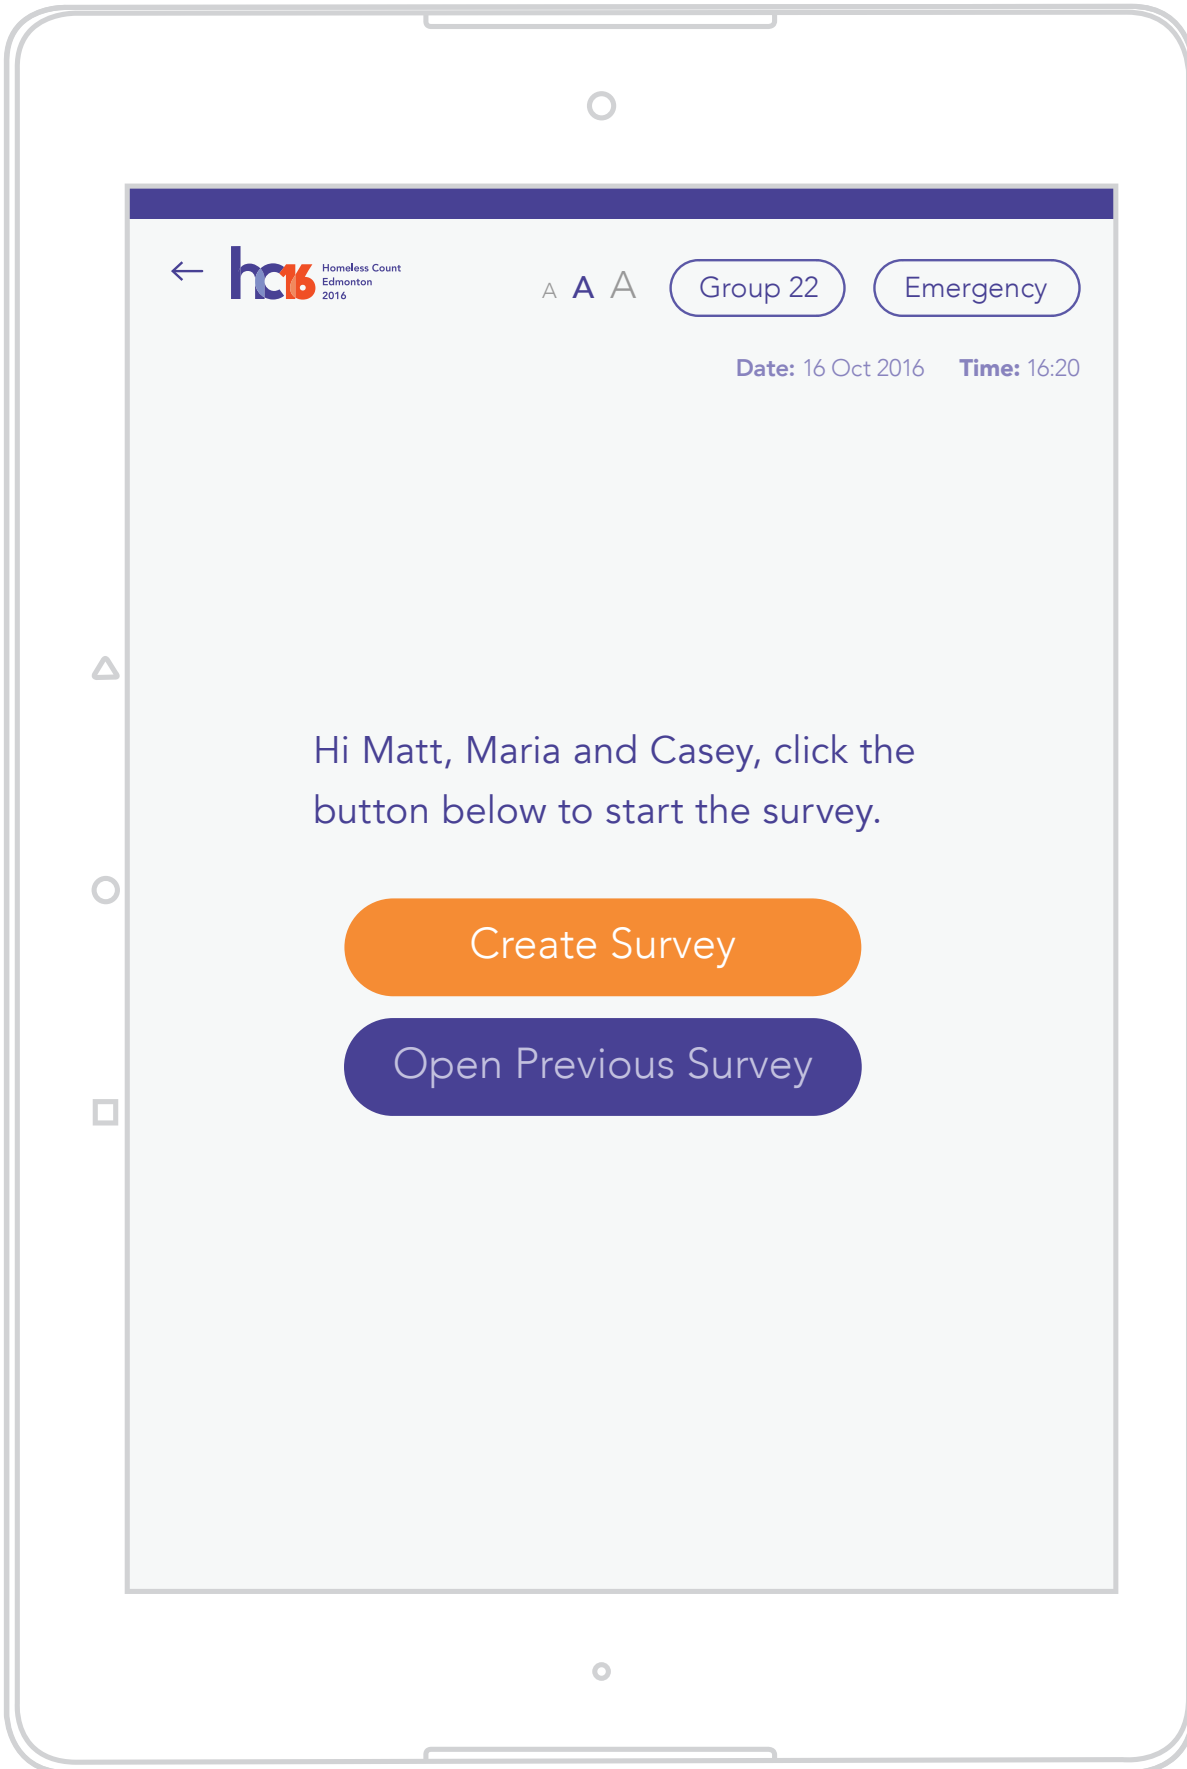 hc16
Homeless Count
Edmonton
2016
A A A
Group 22
Emergency
Date: 16 Oct 2016 Time: 16:20
Hi Matt, Maria and Casey, click the
button below to start the survey.
Create Survey
Open Previous Survey